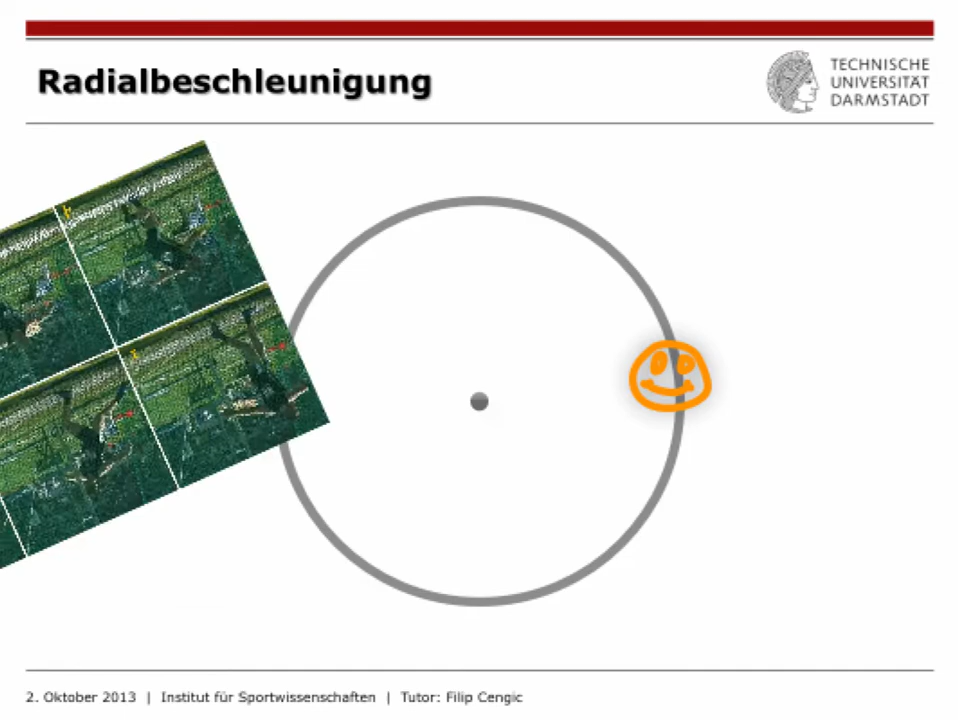 Radialbeschleunigung
TECHNISCHE
UNIVERSITÄT
DARMSTADT
2. Oktober 2013 | Institut für Sportwissenschaften | Tutor: Filip Cengic